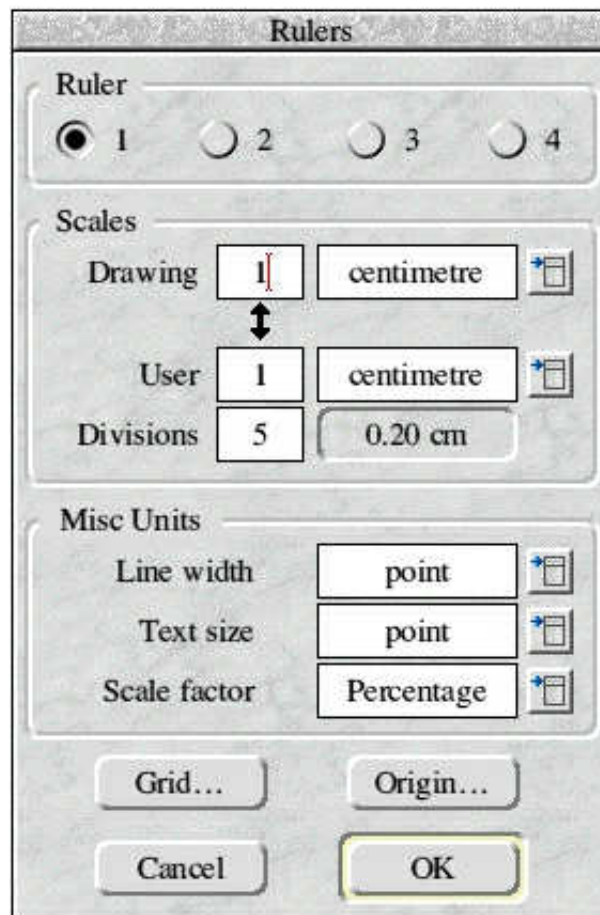 Rulers
Ruler
1 2 3 4
Scales
Drawing 1 centimetre
User 1 centimetre
Divisions 5 0.20 cm
Misc Units
Line width point
Text size point
Scale factor Percentage
Grid... Origin...
Cancel OK